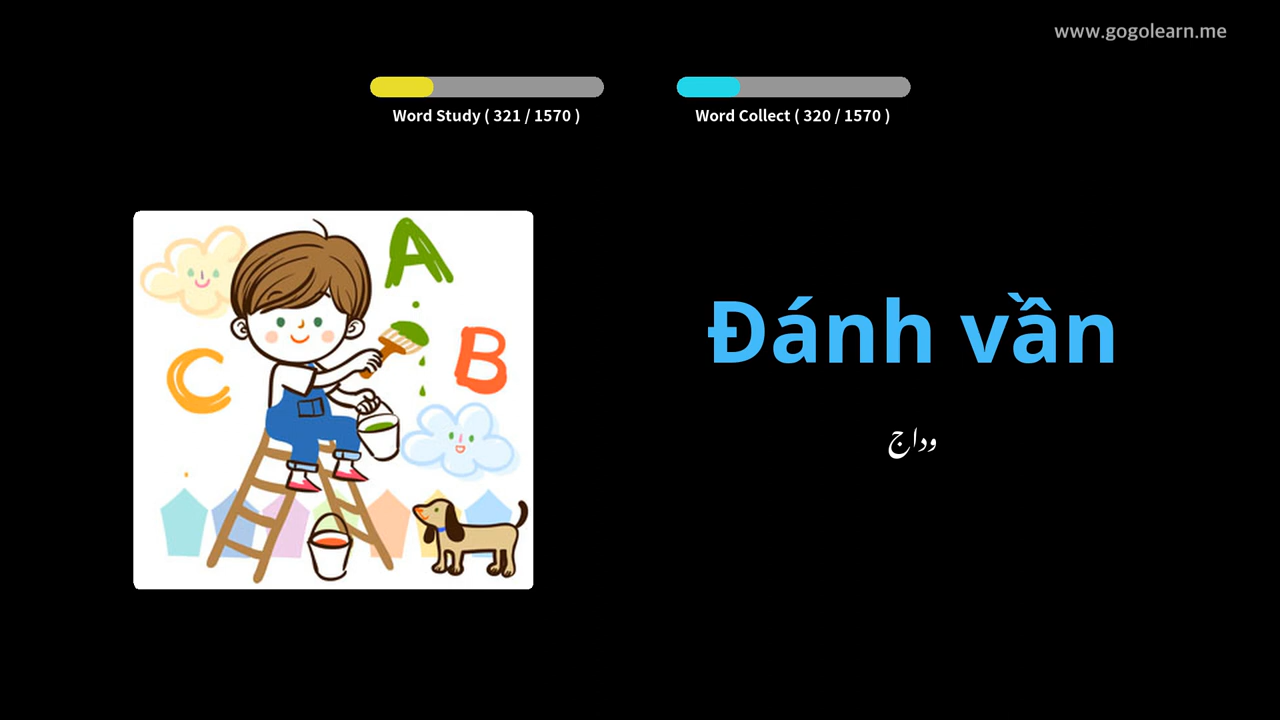 www.gogolearn.me
Word Study ( 321 / 1570 )
Word Collect ( 320 / 1570 )
A
B
C
Đánh vần
وداج